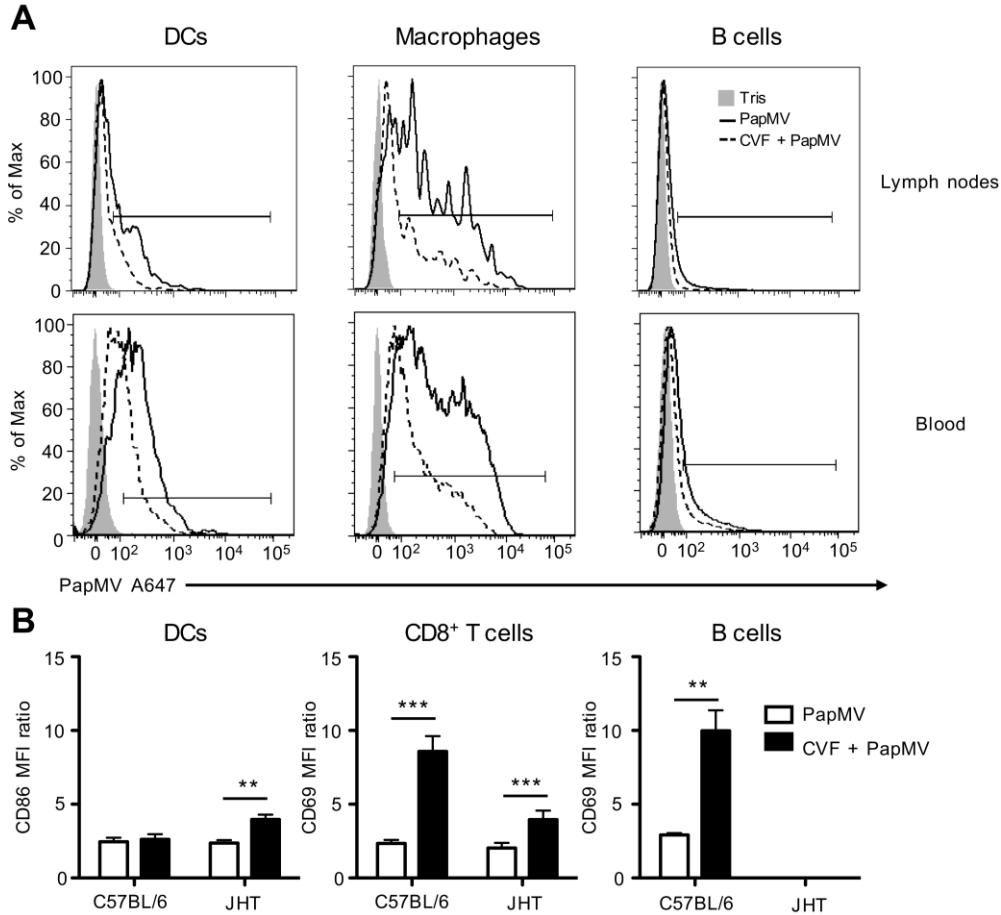 A
DCs
Macrophages
B cells
100
80
60
40
20
0
% of Max
Tris
PapMV
CVF + PapMV
Lymph nodes
100
80
60
40
20
0
% of Max
Blood
0 10² 10³ 10⁴ 10⁵
0 10² 10³ 10⁴ 10⁵
0 10² 10³ 10⁴ 10⁵
PapMV A647
B
DCs
CD8⁺ T cells
B cells
15
10
5
0
CD86 MFI ratio
**
C57BL/6
JHT
15
10
5
0
CD69 MFI ratio
***
***
C57BL/6
JHT
15
10
5
0
CD69 MFI ratio
**
C57BL/6
JHT
PapMV
CVF + PapMV